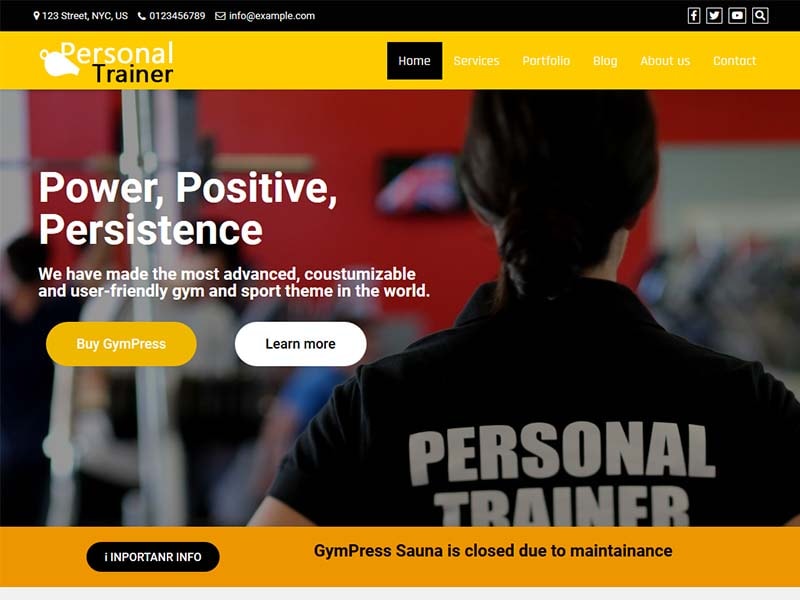 123 Street, NYC, US 0123456789 info@example.com
Personal
Trainer
Home Services Portfolio Blog About us Contact
Power, Positive,
Persistence
We have made the most advanced, coustumizable
and user-friendly gym and sport theme in the world.
Buy GymPress Learn more
PERSONAL
TRAINER
i INPORTANR INFO
GymPress Sauna is closed due to maintainance